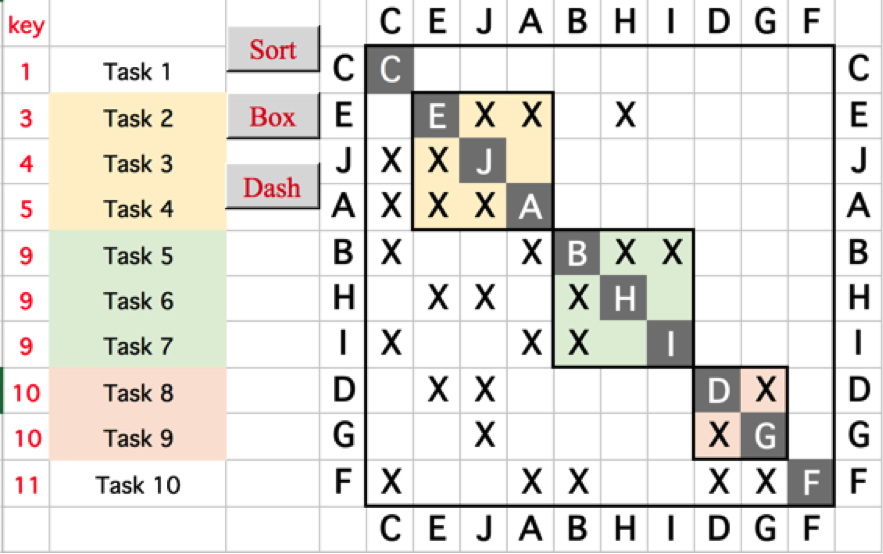 key C E J A B H I D G F
Sort
1 Task 1 C C C
3 Task 2 Box E E X X X E
4 Task 3 J X X J J
Dash
5 Task 4 A X X X A A
9 Task 5 B X X B X X B
9 Task 6 H X X X H H
9 Task 7 I X X X I I
10 Task 8 D X X D X D
10 Task 9 G X X G G
11 Task 10 F X X X X X F F
C E J A B H I D G F